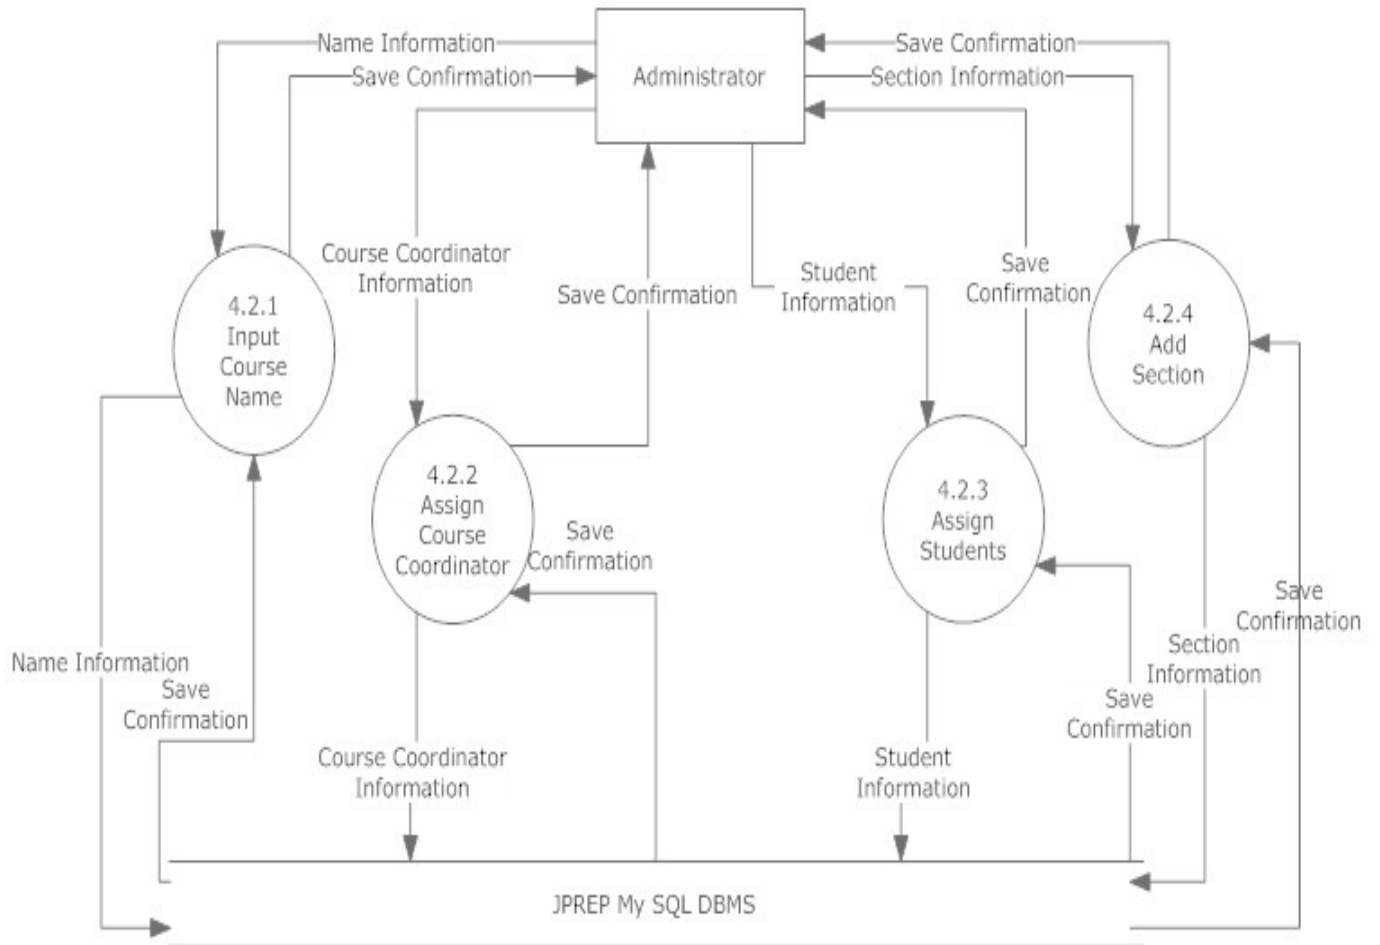 Name Information
Save Confirmation
Administrator
Save Confirmation
Section Information
Course Coordinator
Information
Save Confirmation
Student
Information
Save
Confirmation
4.2.1
Input
Course
Name
4.2.4
Add
Section
4.2.2
Assign
Course
Coordinator
Save
Confirmation
4.2.3
Assign
Students
Name Information
Save
Confirmation
Course Coordinator
Information
Student
Information
Save
Confirmation
Section
Information
Save
Confirmation
JPREP My SQL DBMS